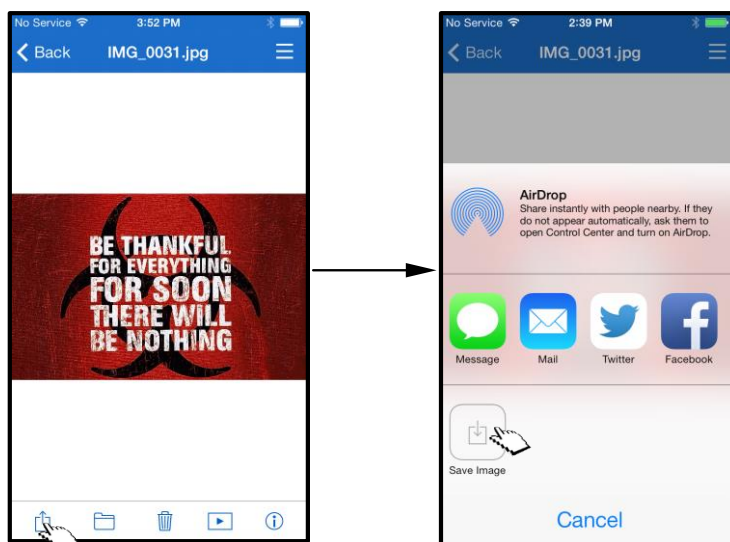 No Service 3:52 PM
Back IMG_0031.jpg
BE THANKFUL
FOR EVERYTHING
FOR SOON
THERE WILL
BE NOTHING
No Service 2:39 PM
Back IMG_0031.jpg
AirDrop
Share instantly with people nearby. If they
do not appear automatically, ask them to
open Control Center and turn on AirDrop.
Message Mail Twitter Facebook
Save Image
Cancel